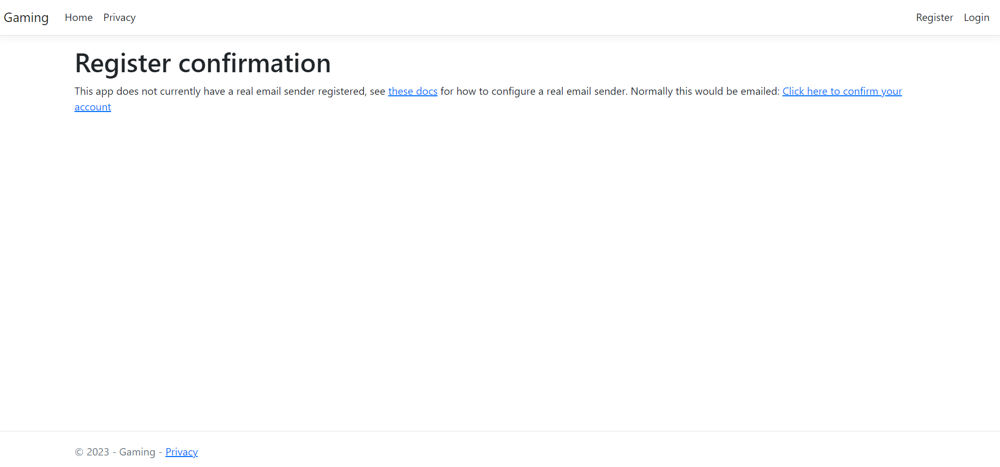 Gaming Home Privacy Register Login
Register confirmation
This app does not currently have a real email sender registered, see these docs for how to configure a real email sender. Normally this would be emailed: Click here to confirm your
account
© 2023 - Gaming - Privacy